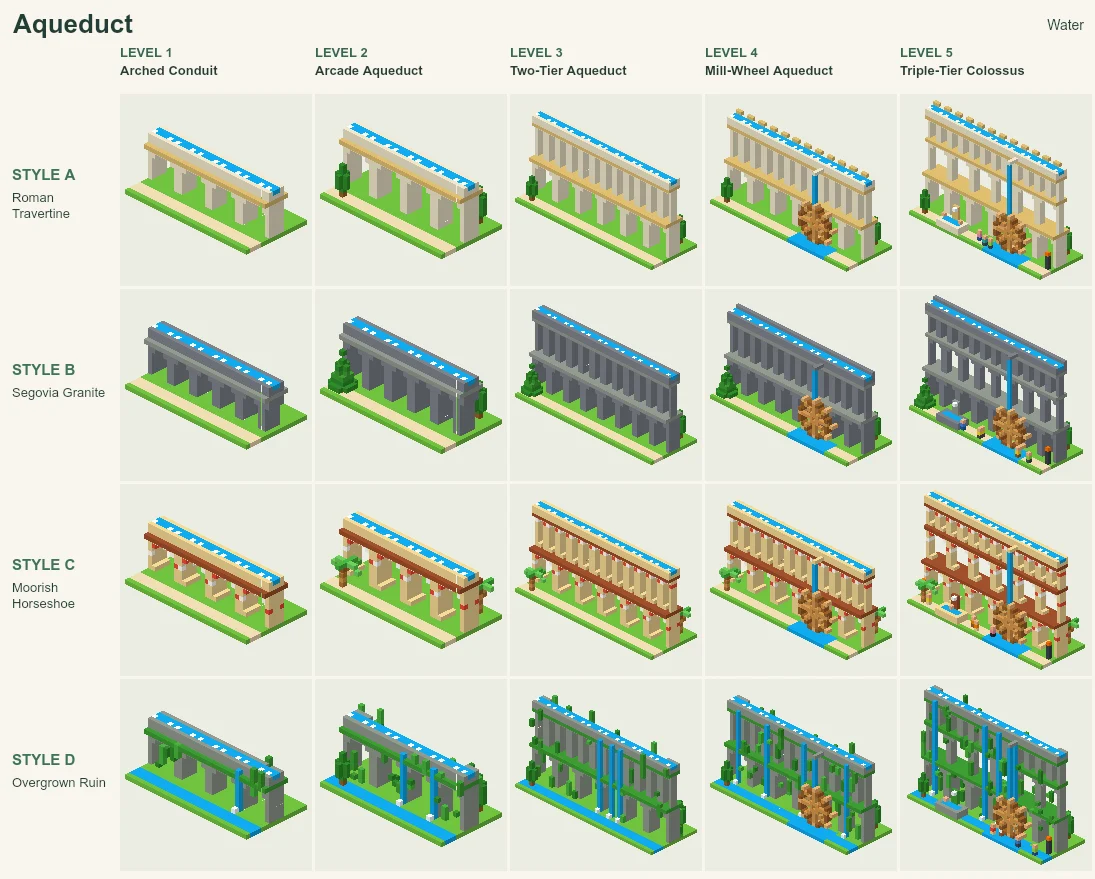 Aqueduct
Water
LEVEL 1
Arched Conduit
LEVEL 2
Arcade Aqueduct
LEVEL 3
Two-Tier Aqueduct
LEVEL 4
Mill-Wheel Aqueduct
LEVEL 5
Triple-Tier Colossus
STYLE A
Roman
Travertine
STYLE B
Segovia Granite
STYLE C
Moorish
Horseshoe
STYLE D
Overgrown Ruin